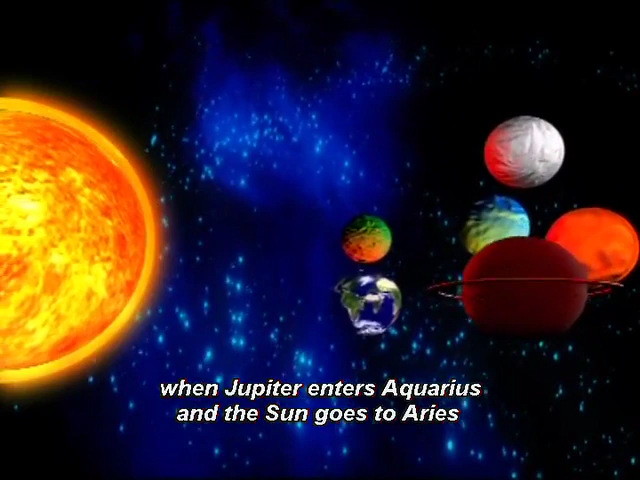 when Jupiter enters Aquarius
and the Sun goes to Aries